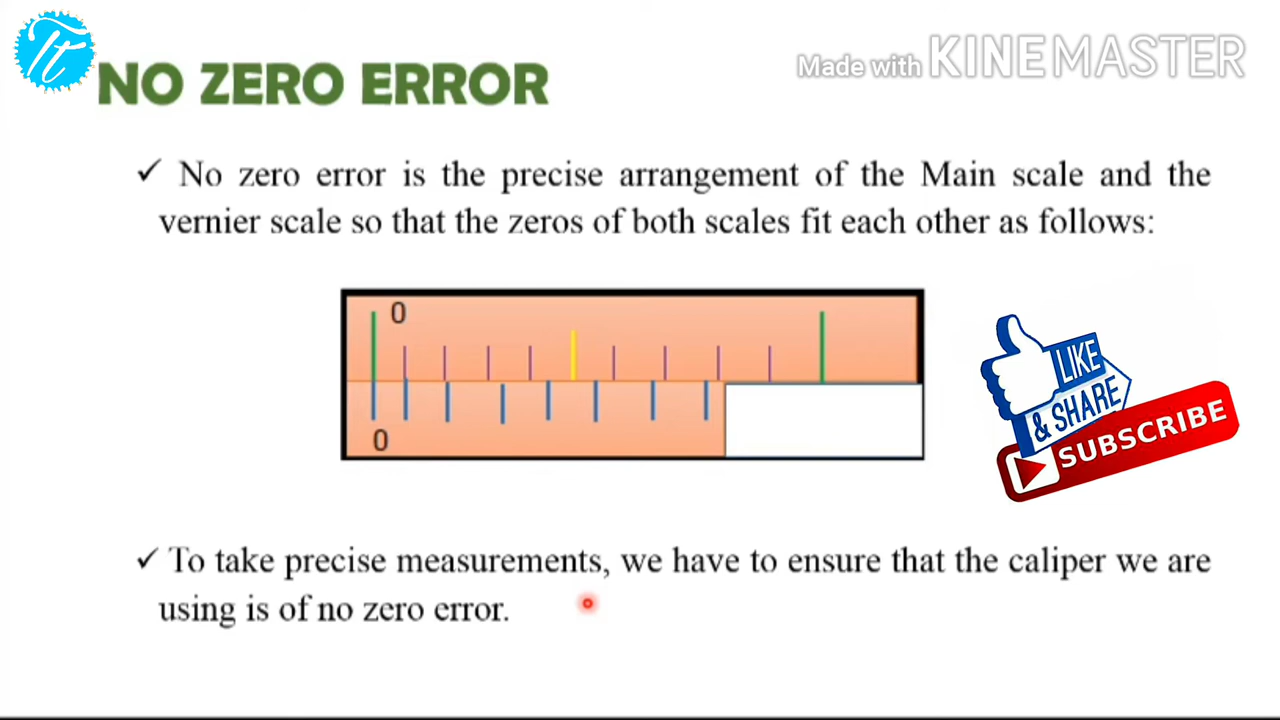 Tt
Made with KINEMASTER
NO ZERO ERROR
✓ No zero error is the precise arrangement of the Main scale and the
vernier scale so that the zeros of both scales fit each other as follows:
0
0
LIKE
& SHARE
SUBSCRIBE
✓ To take precise measurements, we have to ensure that the caliper we are
using is of no zero error.